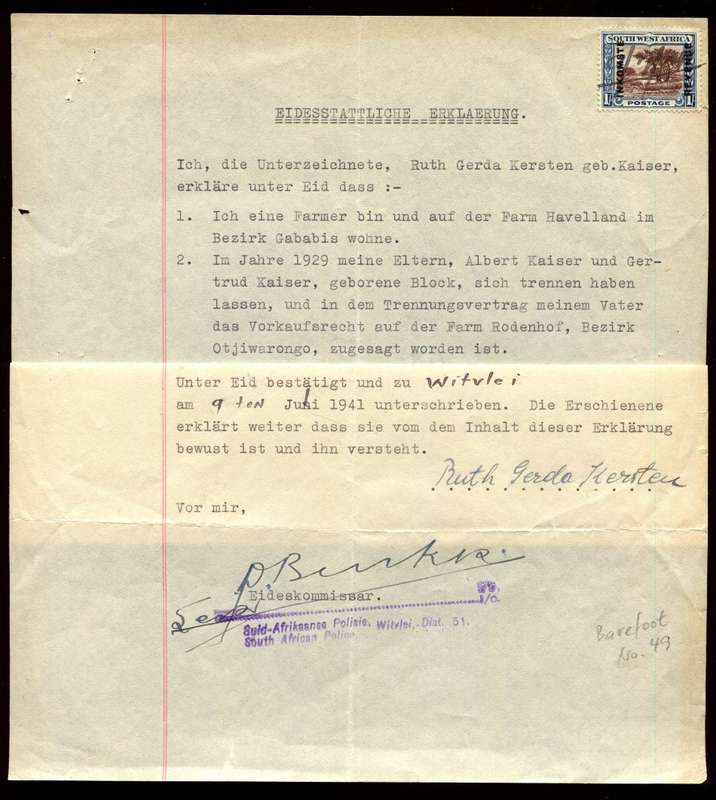 SOUTH WEST AFRICA
INKOMSTE
REVENUE
1/ POSTAGE 1/
EIDESSTATTLICHE ERKLAERUNG.
Ich, die Unterzeichnete, Ruth Gerda Kersten geb.Kaiser,
erkläre unter Eid dass :-
1. Ich eine Farmer bin und auf der Farm Havelland im
Bezirk Gababis wohne.
2. Im Jahre 1929 meine Eltern, Albert Kaiser und Ger-
trud Kaiser, geborene Block, sich trennen haben
lassen, und in dem Trennungsvertrag meinem Vater
das Vorkaufsrecht auf der Farm Rodenhof, Bezirk
Otjiwarongo, zugesagt worden ist.
Unter Eid bestätigt und zu Witvlei
am 9 ten Juli 1941 unterschrieben. Die Erschienene
erklärt weiter dass sie vom dem Inhalt dieser Erklärung
bewust ist und ihn versteht.
Ruth Gerda Kersten
Vor mir,
Eideskommissar.
Suid-Afrikaanse Polisie, Witvlei, Dist. 51.
South African Police
Barefoot
No. 49